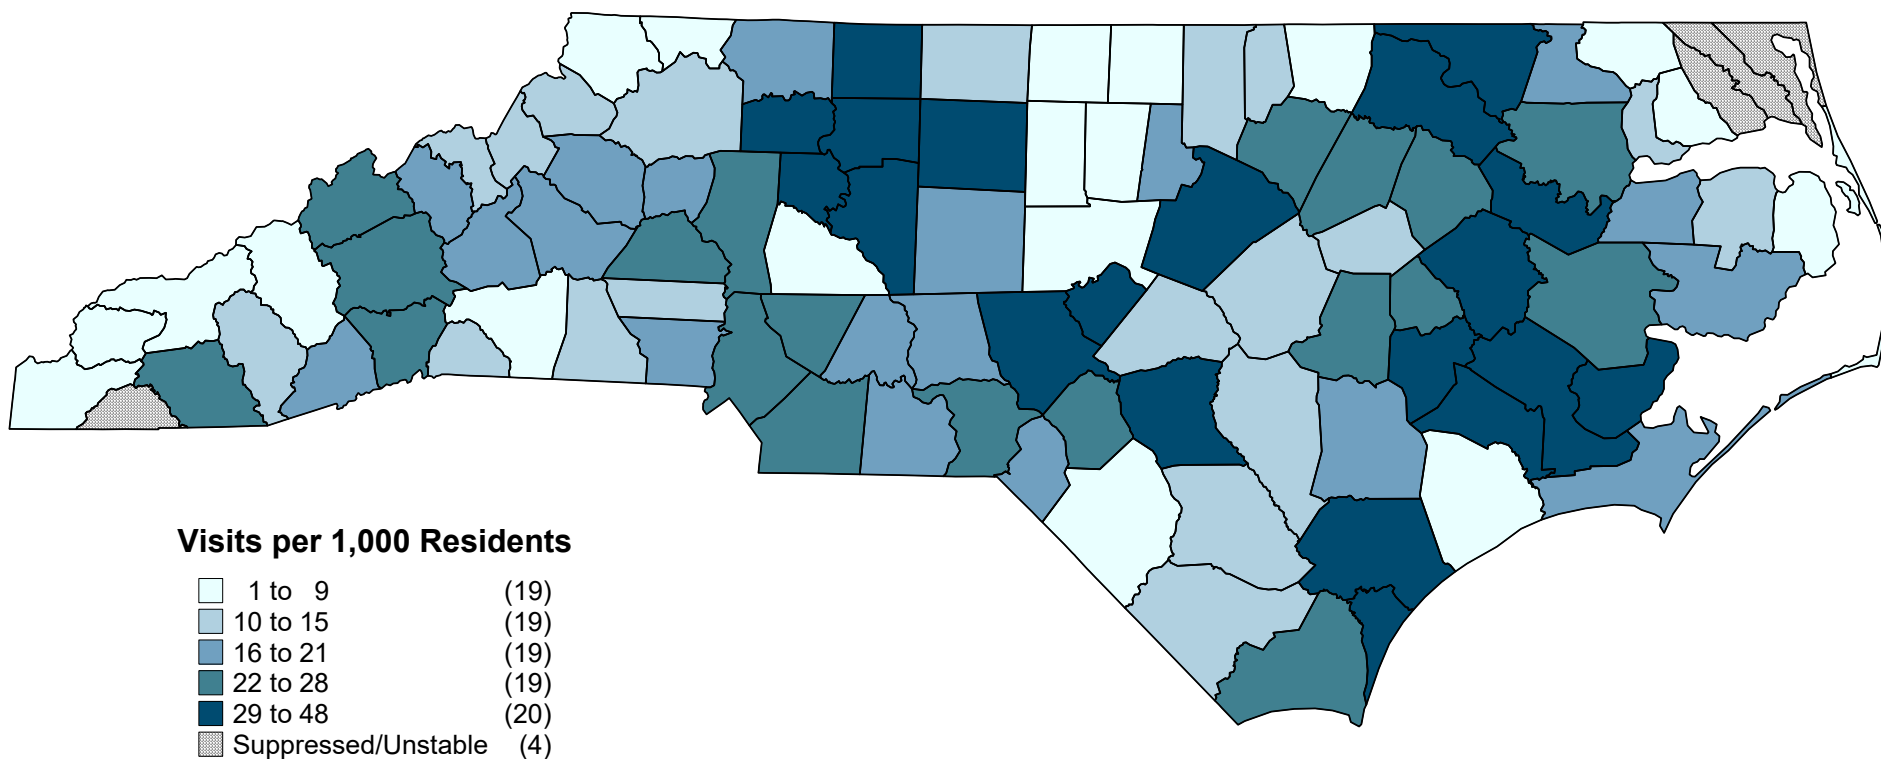 Visits per 1,000 Residents
1 to 9 (19)
10 to 15 (19)
16 to 21 (19)
22 to 28 (19)
29 to 48 (20)
Suppressed/Unstable (4)